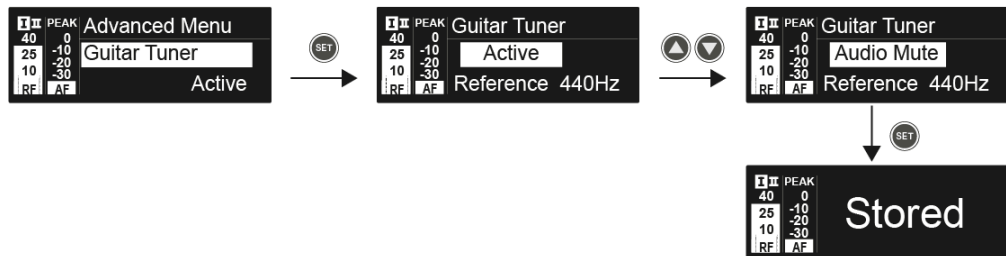 I II PEAK Advanced Menu
40 0
25 -10 Guitar Tuner
-20
10 -30
RF AF Active
SET
I II PEAK Guitar Tuner
40 0
25 -10 Active
-20
10 -30
RF AF Reference 440Hz
I II PEAK Guitar Tuner
40 0
25 -10 Audio Mute
-20
10 -30
RF AF Reference 440Hz
SET
I II PEAK
40 0
25 -10 Stored
-20
10 -30
RF AF